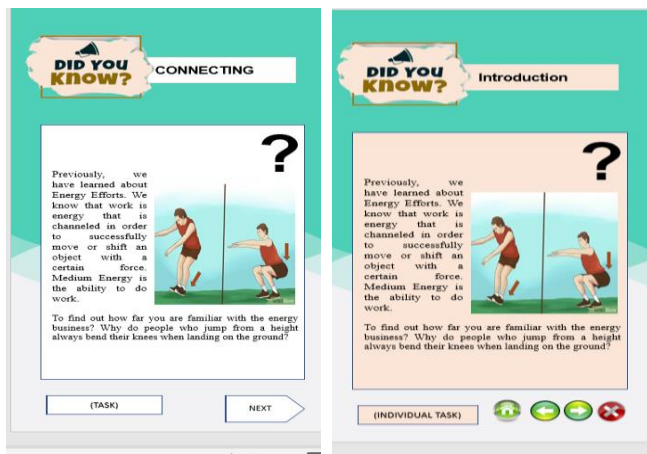 DID YOU
KNOW?
CONNECTING
?
Previously, we
have learned about
Energy Efforts. We
know that work is
energy that is
channeled in order
to successfully
move or shift an
object with a
certain force.
Medium Energy is
the ability to do
work.
To find out how far you are familiar with the energy
business? Why do people who jump from a height
always bend their knees when landing on the ground?
(TASK)
NEXT
DID YOU
KNOW?
Introduction
?
Previously, we
have learned about
Energy Efforts. We
know that work is
energy that is
channeled in order
to successfully
move or shift an
object with a
certain force.
Medium Energy is
the ability to do
work.
To find out how far you are familiar with the energy
business? Why do people who jump from a height
always bend their knees when landing on the ground?
(INDIVIDUAL TASK)